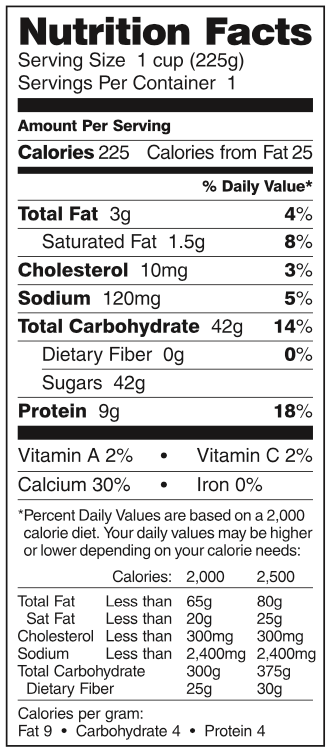 Nutrition Facts
Serving Size 1 cup (225g)
Servings Per Container 1
Amount Per Serving
Calories 225 Calories from Fat 25
% Daily Value*
Total Fat 3g 4%
Saturated Fat 1.5g 8%
Cholesterol 10mg 3%
Sodium 120mg 5%
Total Carbohydrate 42g 14%
Dietary Fiber 0g 0%
Sugars 42g
Protein 9g 18%
Vitamin A 2% • Vitamin C 2%
Calcium 30% • Iron 0%
*Percent Daily Values are based on a 2,000
calorie diet. Your daily values may be higher
or lower depending on your calorie needs:
Calories: 2,000 2,500
Total Fat Less than 65g 80g
Sat Fat Less than 20g 25g
Cholesterol Less than 300mg 300mg
Sodium Less than 2,400mg 2,400mg
Total Carbohydrate 300g 375g
Dietary Fiber 25g 30g
Calories per gram:
Fat 9 • Carbohydrate 4 • Protein 4